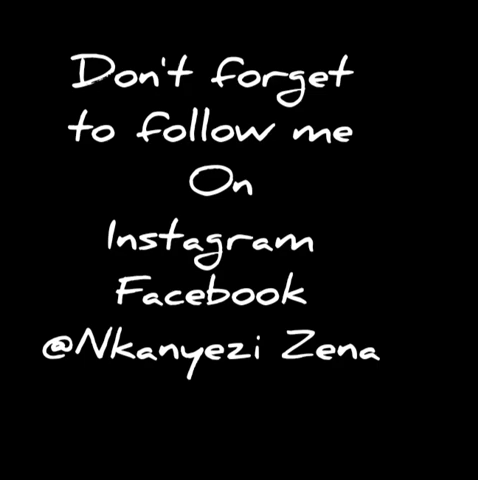 Don't forget
to follow me
On
Instagram
Facebook
@Nkanyezi Zena